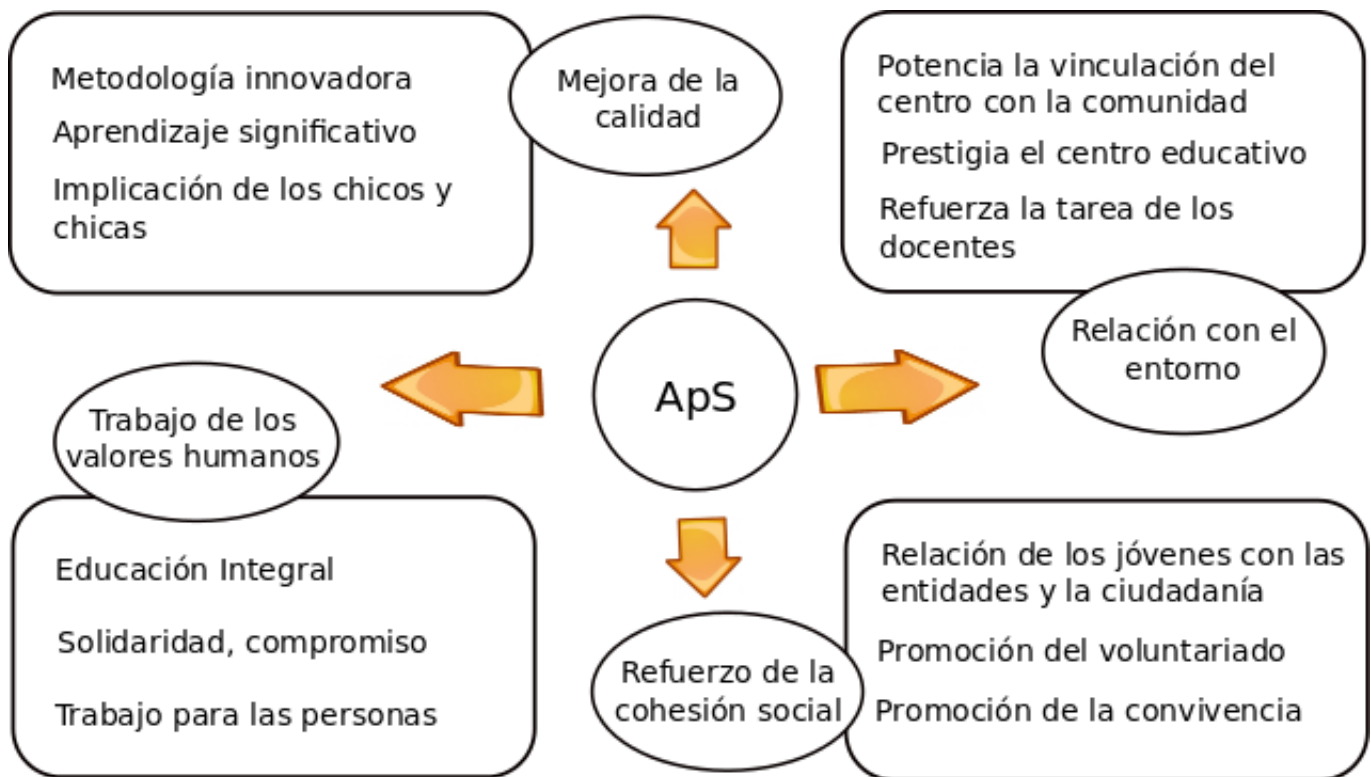 Metodología innovadora
Aprendizaje significativo
Implicación de los chicos y
chicas
Mejora de la
calidad
Potencia la vinculación del
centro con la comunidad
Prestigia el centro educativo
Refuerza la tarea de los
docentes
Relación con el
entorno
ApS
Trabajo de los
valores humanos
Educación Integral
Solidaridad, compromiso
Trabajo para las personas
Refuerzo de la
cohesión social
Relación de los jóvenes con las
entidades y la ciudadanía
Promoción del voluntariado
Promoción de la convivencia